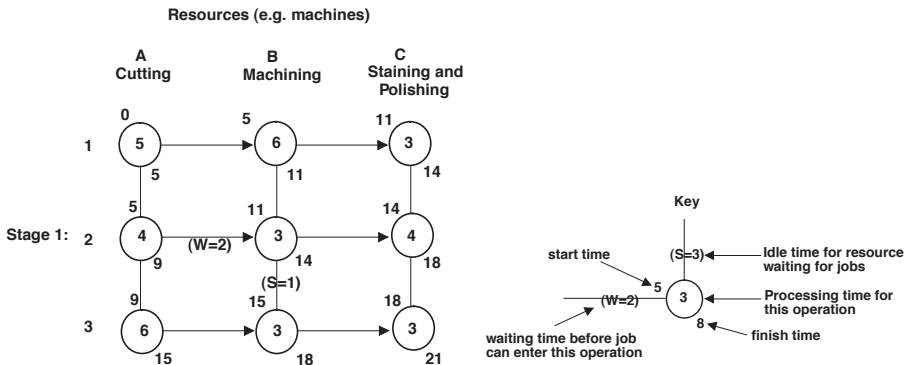 Resources (e.g. machines)
A
Cutting
B
Machining
C
Staining and
Polishing
0
5
11
1
5
6
3
5
11
14
5
11
14
Stage 1:
2
4
(W=2)
3
4
9
14
18
(S=1)
9
15
18
3
6
3
3
15
18
21
Key
(S=3)
Idle time for resource
waiting for jobs
start time
5
(W=2)
3
Processing time for
this operation
8
finish time
waiting time before job
can enter this operation